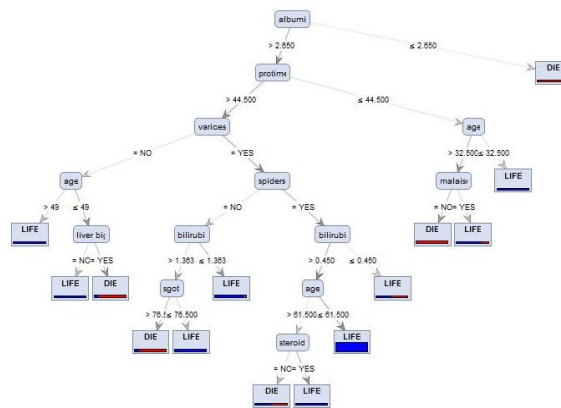 albumi
> 2.650 ≤ 2.650
protime DIE
> 44.500 ≤ 44.500
varices age
= NO = YES > 32.500 ≤ 32.500
age spiders malaise LIFE
> 49 ≤ 49 = NO = YES = NO = YES
LIFE liver big bilirubi bilirubi DIE LIFE
= NO = YES > 1.363 ≤ 1.363 > 0.450 ≤ 0.450
LIFE DIE sgot LIFE age LIFE
> 76.5 ≤ 76.500 > 61.500 ≤ 61.500
DIE LIFE steroid LIFE
= NO = YES
DIE LIFE